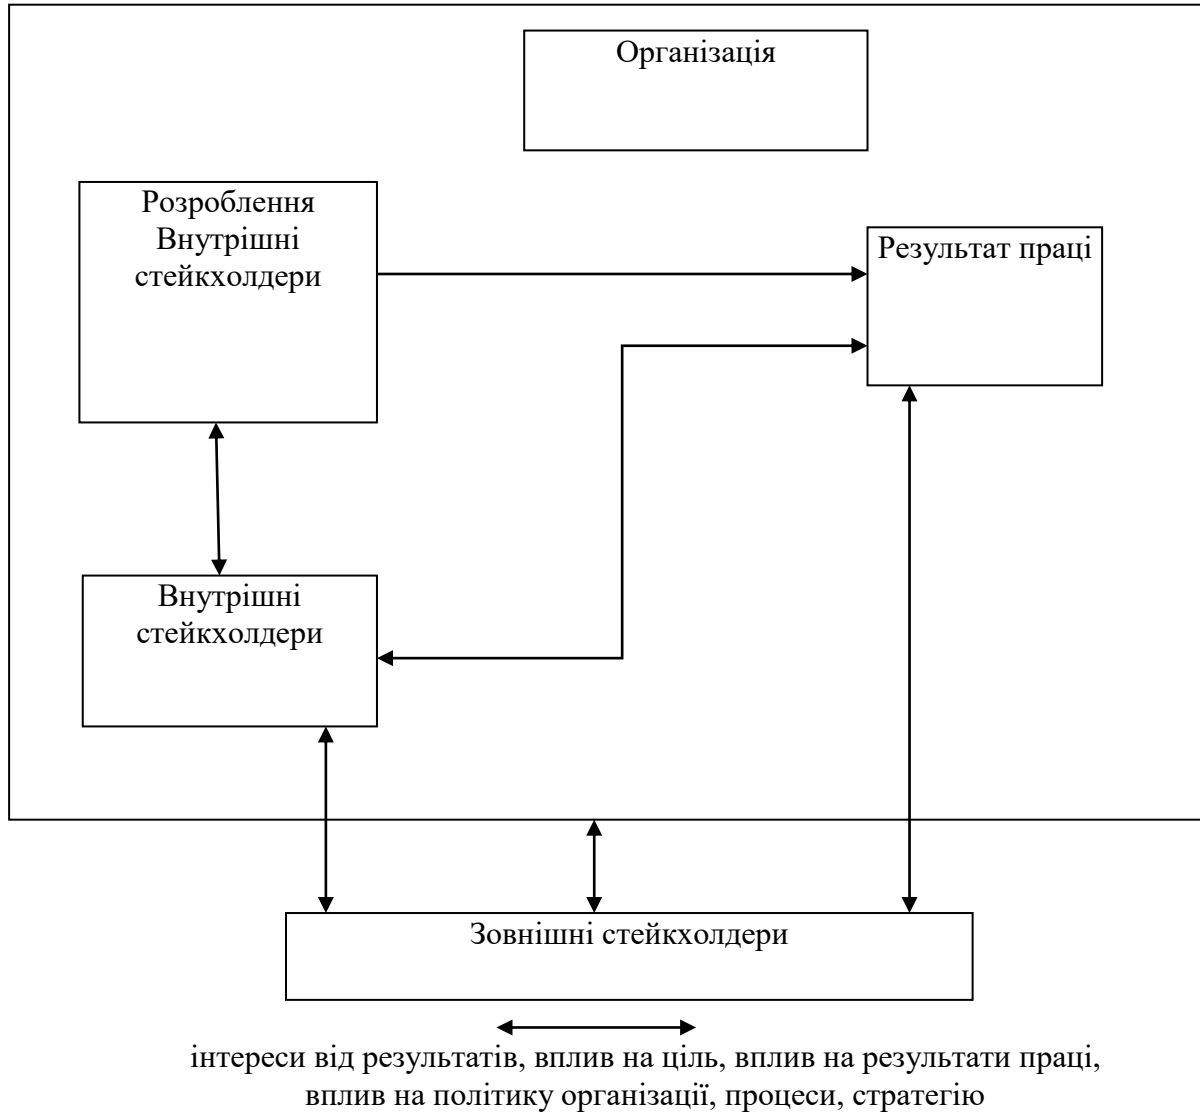 Організація
Розроблення
Внутрішні
стейкхолдери
Результат праці
Внутрішні
стейкхолдери
Зовнішні стейкхолдери
інтереси від результатів, вплив на ціль, вплив на результати праці,
вплив на політику організації, процеси, стратегію